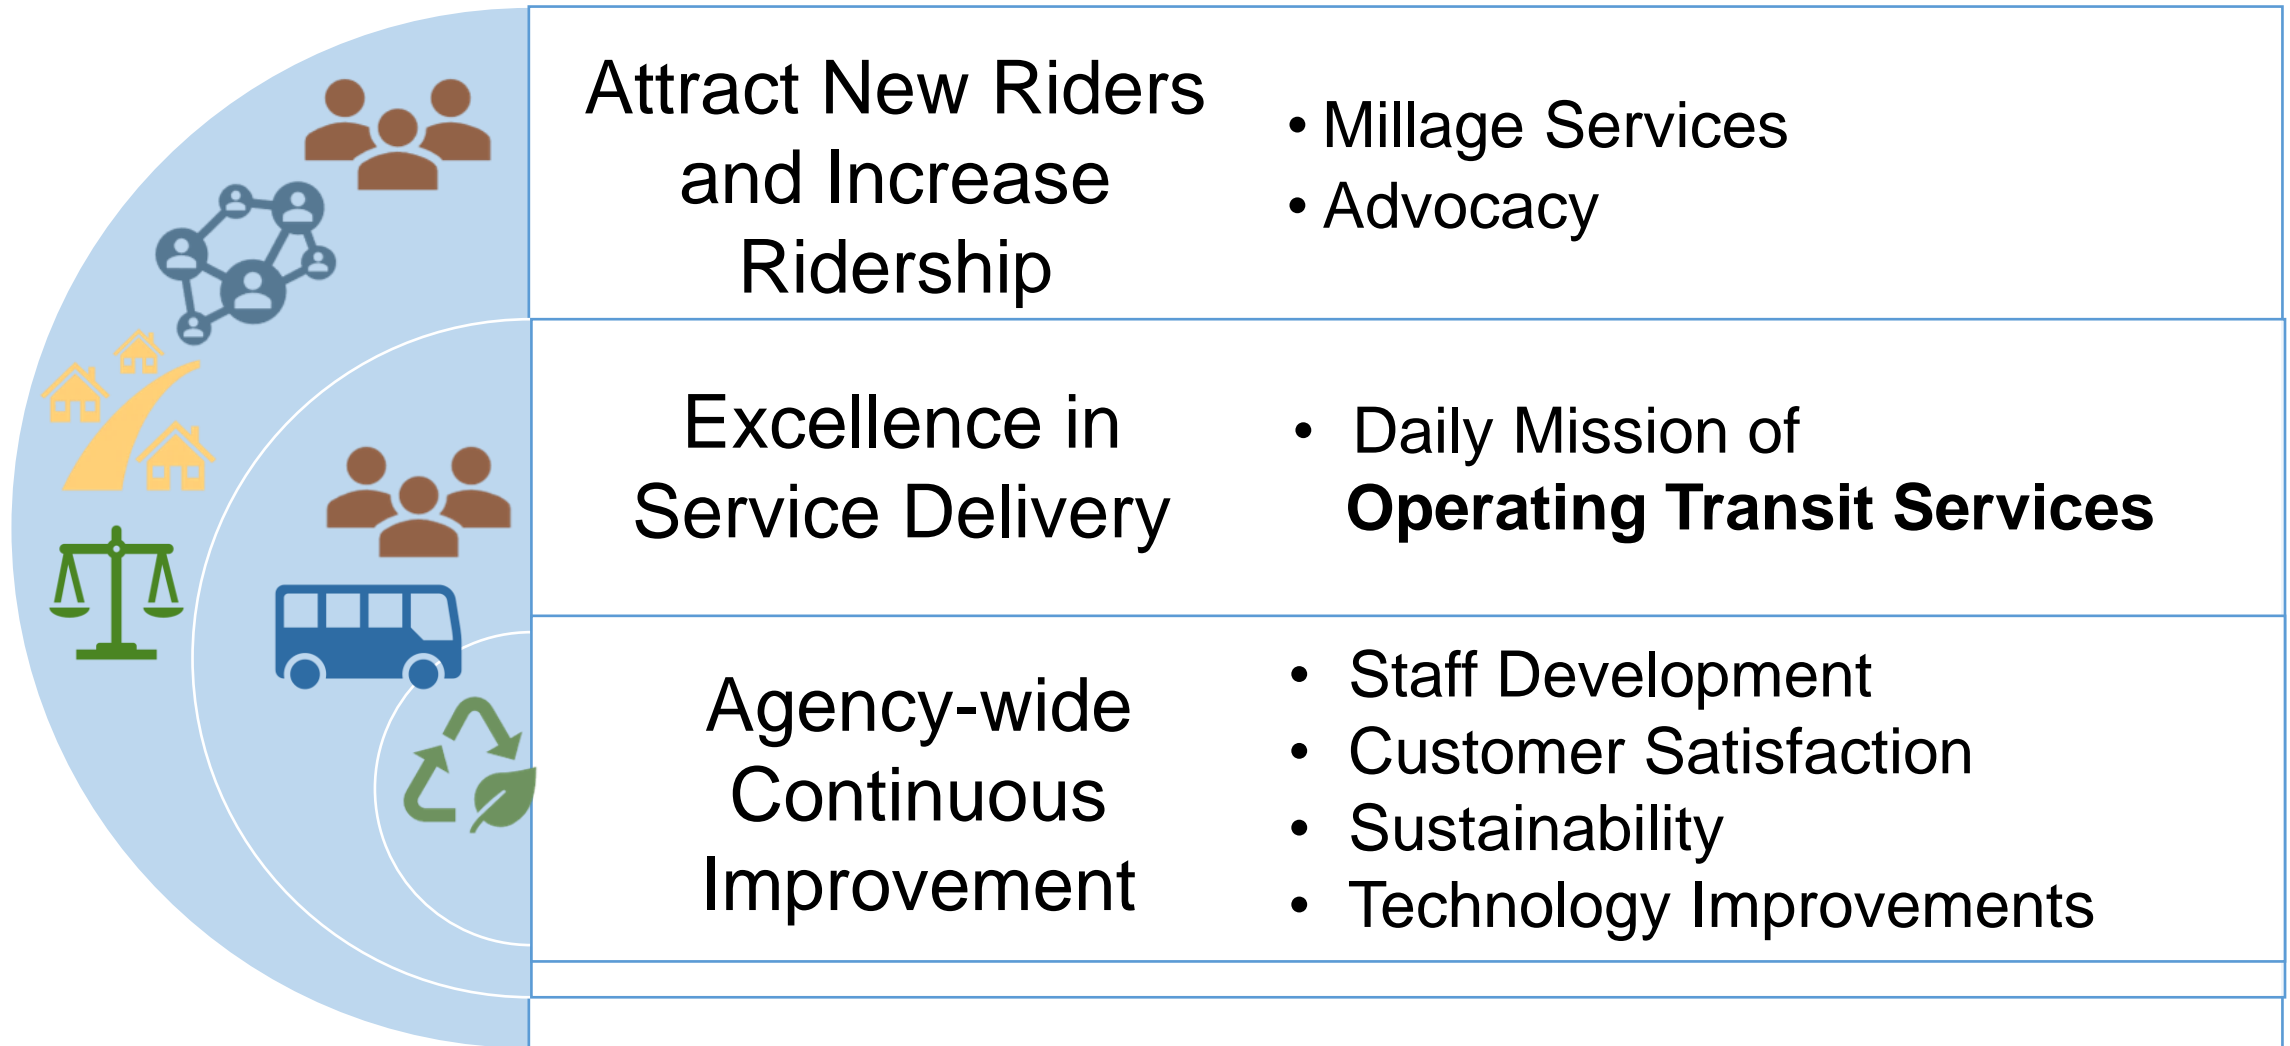 Attract New Riders
and Increase
Ridership
• Millage Services
• Advocacy
Excellence in
Service Delivery
• Daily Mission of
Operating Transit Services
Agency-wide
Continuous
Improvement
• Staff Development
• Customer Satisfaction
• Sustainability
• Technology Improvements